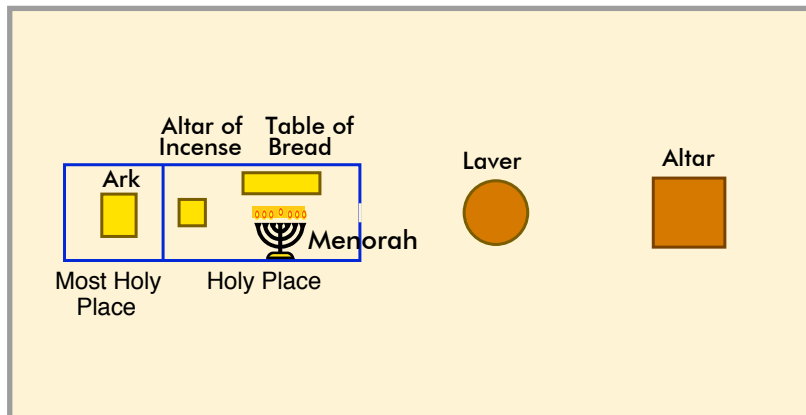 Altar of
Incense
Table of
Bread
Ark
Menorah
Most Holy
Place
Holy Place
Laver
Altar